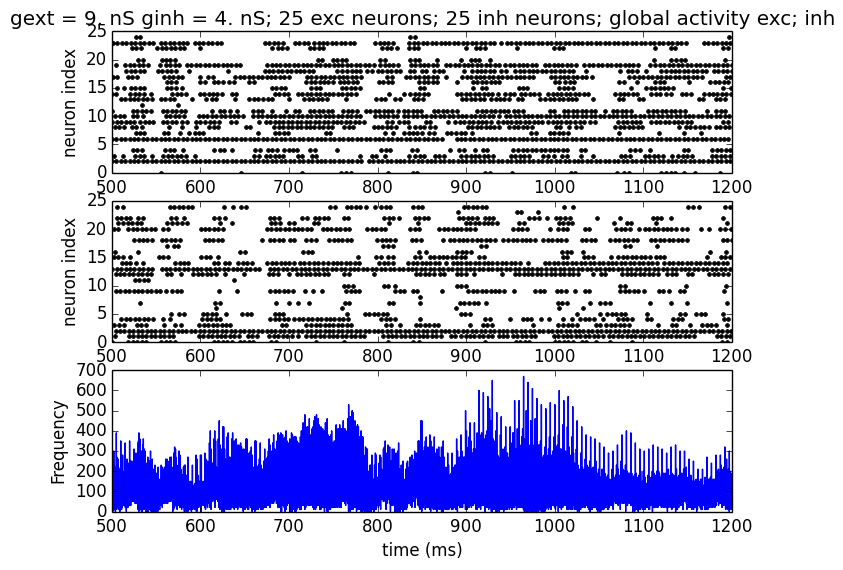 gext = 9. nS ginh = 4. nS; 25 exc neurons; 25 inh neurons; global activity exc; inh
25
20
15
10
5
0
neuron index
500 600 700 800 900 1000 1100 1200
25
20
15
10
5
0
neuron index
500 600 700 800 900 1000 1100 1200
700
600
500
400
300
200
100
0
Frequency
500 600 700 800 900 1000 1100 1200
time (ms)